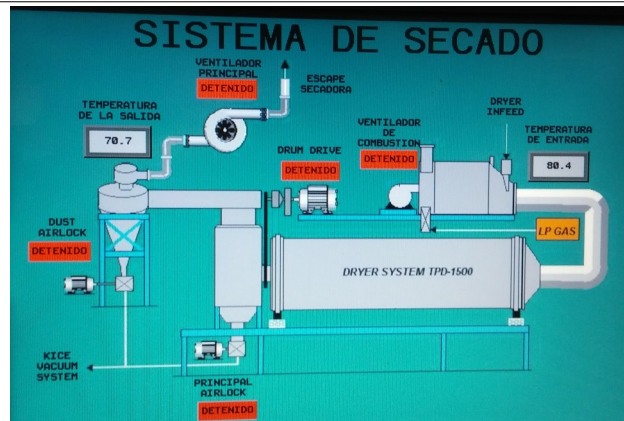 SISTEMA DE SECADO
VENTILADOR
PRINCIPAL
DETENIDO
ESCAPE
SECADORA
TEMPERATURA
DE LA SALIDA
70.7
VENTILADOR
DE
COMBUSTION
DETENIDO
DRYER
INFEED
TEMPERATURA
DE ENTRADA
80.4
DRUM DRIVE
DETENIDO
DUST
AIRLOCK
DETENIDO
LP GAS
DRYER SYSTEM TPD-1500
KICE
VACUUM
SYSTEM
PRINCIPAL
AIRLOCK
DETENIDO